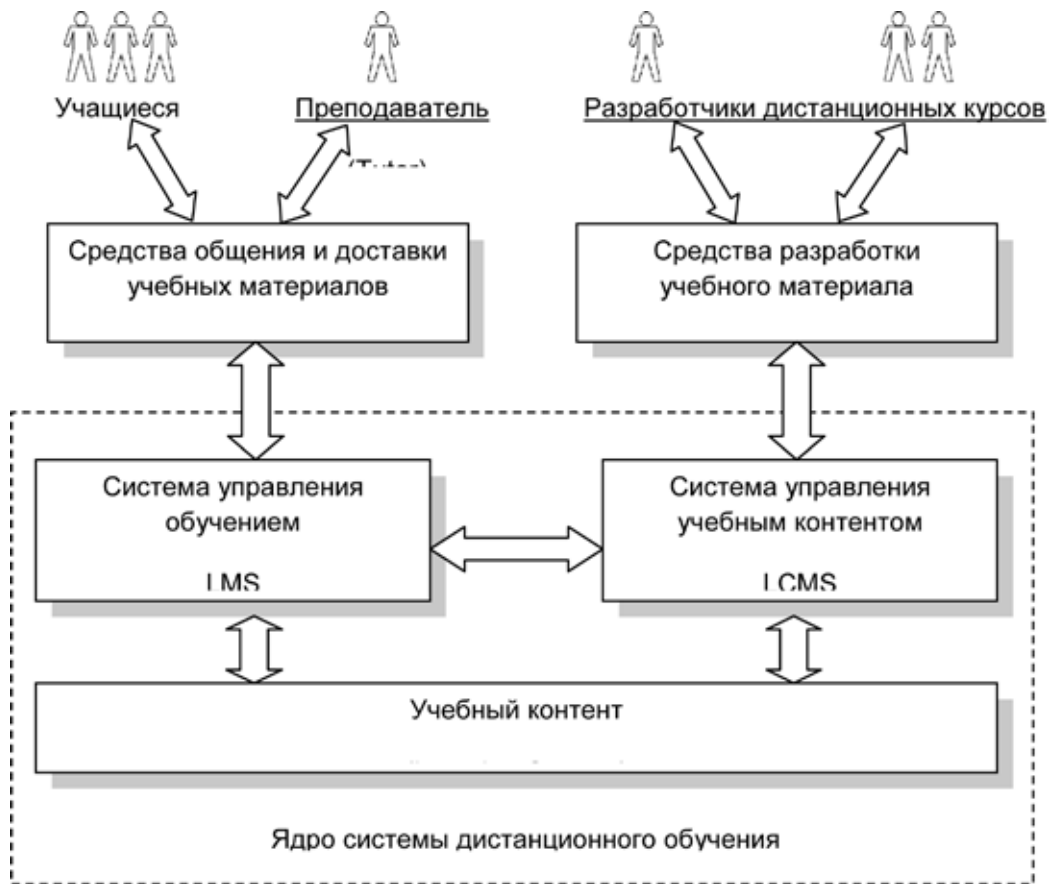 Учащиеся
Преподаватель
(Tutor)
Разработчики дистанционных курсов
Средства общения и доставки
учебных материалов
Средства разработки
учебного материала
Система управления
обучением
LMS
Система управления
учебным контентом
LCMS
Учебный контент
Ядро системы дистанционного обучения